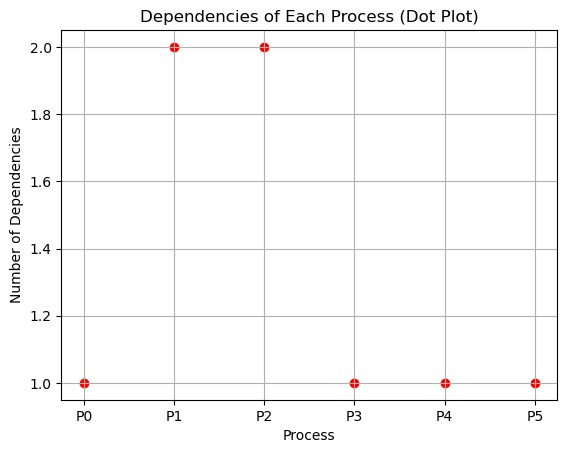 Dependencies of Each Process (Dot Plot)
2.0
1.8
1.6
1.4
1.2
1.0
Number of Dependencies
P0 P1 P2 P3 P4 P5
Process